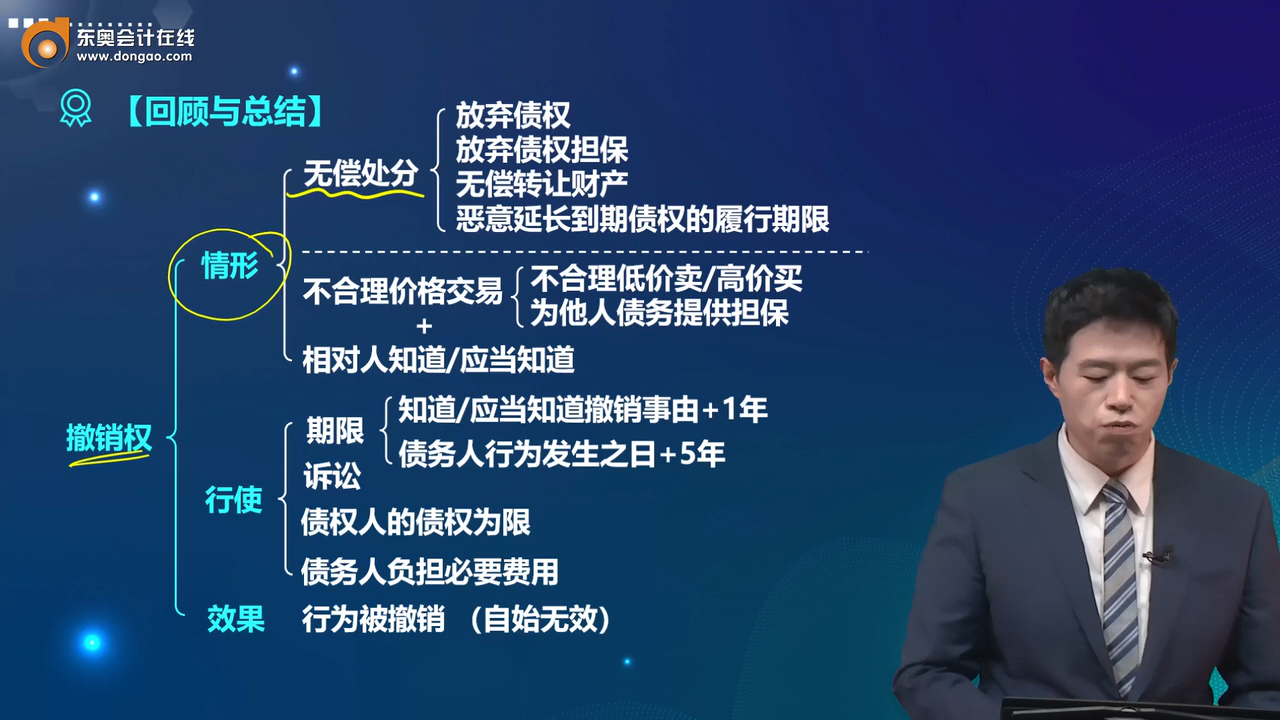 东奥会计在线
www.dongao.com
【回顾与总结】
撤销权
情形
无偿处分
放弃债权
放弃债权担保
无偿转让财产
恶意延长到期债权的履行期限
不合理价格交易
不合理低价卖/高价买
为他人债务提供担保
+
相对人知道/应当知道
行使
期限
知道/应当知道撤销事由+1年
债务人行为发生之日+5年
诉讼
债权人的债权为限
债务人负担必要费用
效果
行为被撤销 （自始无效）